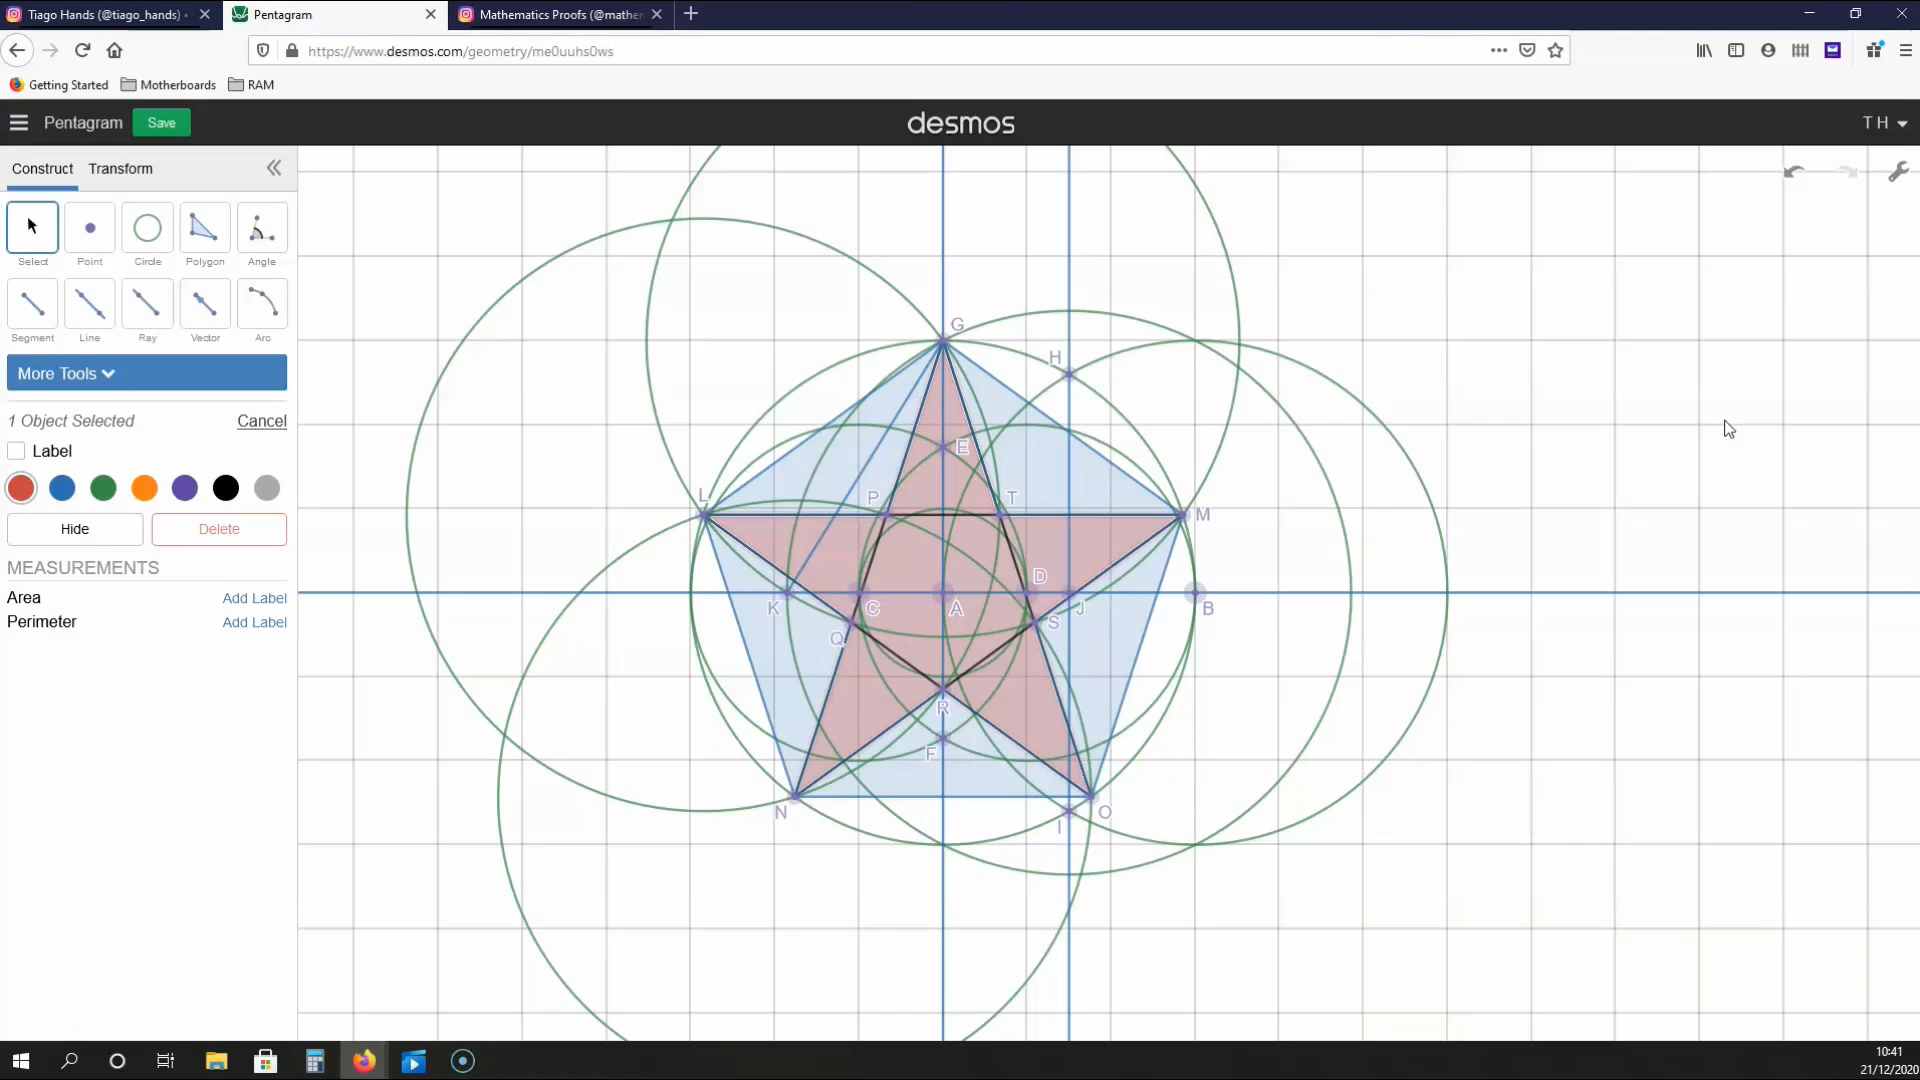 Tiago Hands (@tiago_hands) •
Pentagram
Mathematics Proofs (@mathe
https://www.desmos.com/geometry/me0uuhs0ws
Getting Started
Motherboards
RAM
Pentagram
Save
desmos
T H
Construct
Transform
Select
Point
Circle
Polygon
Angle
Segment
Line
Ray
Vector
Arc
More Tools
1 Object Selected
Cancel
Label
Hide
Delete
MEASUREMENTS
Area
Add Label
Perimeter
Add Label
G
H
E
L
P
T
M
D
K
C
A
J
B
Q
S
R
F
N
I
O
10:41
21/12/2020